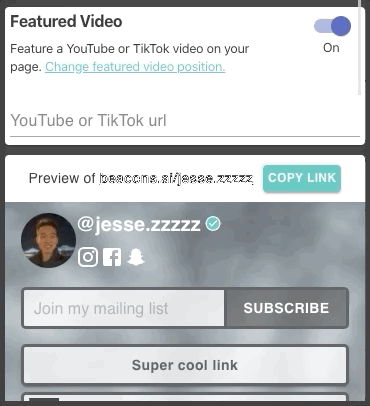 Featured Video
Feature a YouTube or TikTok video on your
On
page. Change featured video position.
YouTube or TikTok url
Preview of beacons.ai/jesse.zzzzz
COPY LINK
@jesse.zzzzz
Join my mailing list
SUBSCRIBE
Super cool link